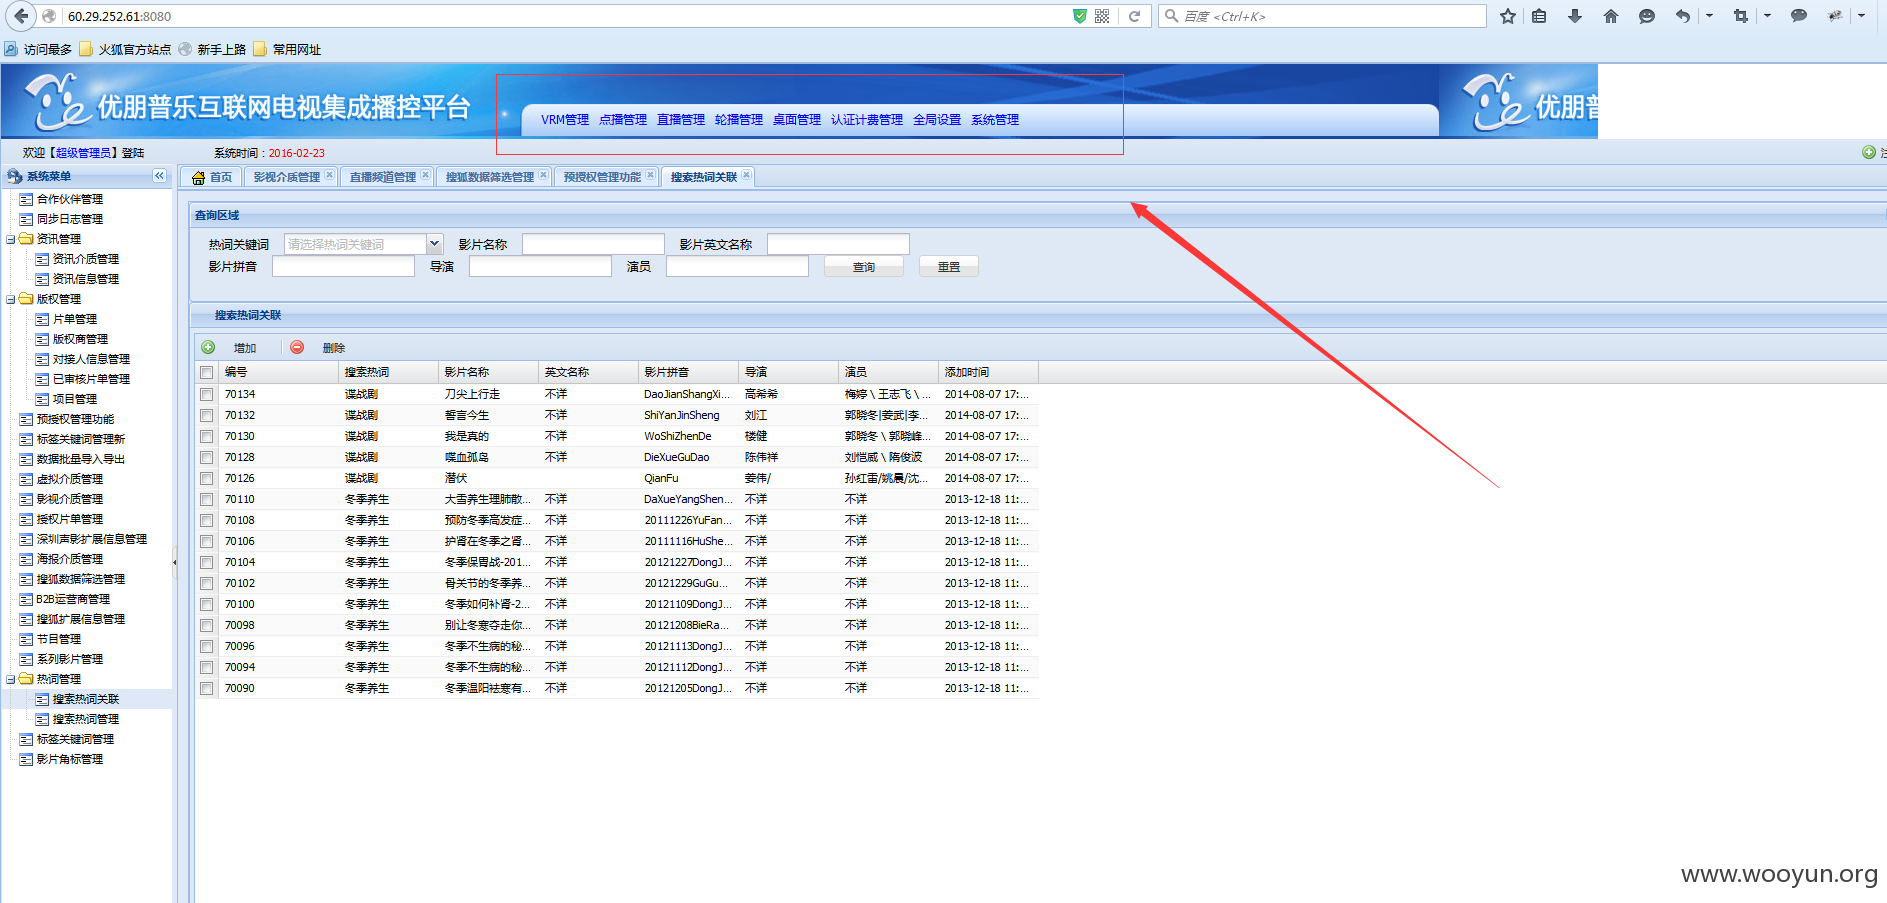 60.29.252.61:8080
百度 <Ctrl+K>
访问最多 火狐官方站点 新手上路 常用网址
优朋普乐互联网电视集成播控平台
优朋普
VRM管理 点播管理 直播管理 轮播管理 桌面管理 认证计费管理 全局设置 系统管理
欢迎【超级管理员】登陆 系统时间：2016-02-23
系统菜单
首页 影视介质管理 直播频道管理 搜狐数据筛选管理 预授权管理功能 搜索热词关联
合作伙伴管理
同步日志管理
资讯管理
资讯介质管理
资讯信息管理
版权管理
片单管理
版权商管理
对接人信息管理
已审核片单管理
项目管理
预授权管理功能
标签关键词管理新
数据批量导入导出
虚拟介质管理
影视介质管理
授权片单管理
深圳声影扩展信息管理
海报介质管理
搜狐数据筛选管理
B2B运营商管理
搜狐扩展信息管理
节目管理
系列影片管理
热词管理
搜索热词关联
搜索热词管理
标签关键词管理
影片角标管理
查询区域
热词关键词 请选择热词关键词 影片名称 影片英文名称
影片拼音 导演 演员 查询 重置
搜索热词关联
增加 删除
编号 搜索热词 影片名称 英文名称 影片拼音 导演 演员 添加时间
70134 谍战剧 刀尖上行走 不详 DaoJianShangXi... 高希希 梅婷 \ 王志飞 \ ... 2014-08-07 17:...
70132 谍战剧 誓言今生 不详 ShiYanJinSheng 刘江 郭晓冬|姜武|李... 2014-08-07 17:...
70130 谍战剧 我是真的 不详 WoShiZhenDe 楼健 郭晓冬 \ 郭晓峰... 2014-08-07 17:...
70128 谍战剧 喋血孤岛 不详 DieXueGuDao 陈伟祥 刘恺威 \ 隋俊波 2014-08-07 17:...
70126 谍战剧 潜伏 QianFu 姜伟/ 孙红雷/姚晨/沈... 2014-08-07 17:...
70110 冬季养生 大雪养生理肺散... 不详 DaXueYangShen... 不详 不详 2013-12-18 11:...
70108 冬季养生 预防冬季高发症... 不详 20111226YuFan... 不详 不详 2013-12-18 11:...
70106 冬季养生 护肾在冬季之肾... 不详 20111116HuShe... 不详 不详 2013-12-18 11:...
70104 冬季养生 冬季保胃战-201... 不详 20121227DongJ... 不详 不详 2013-12-18 11:...
70102 冬季养生 骨关节的冬季养... 不详 20121229GuGu... 不详 不详 2013-12-18 11:...
70100 冬季养生 冬季如何补肾-2... 不详 20121109DongJ... 不详 不详 2013-12-18 11:...
70098 冬季养生 别让冬寒夺走你... 不详 20121208BieRa... 不详 不详 2013-12-18 11:...
70096 冬季养生 冬季不生病的秘... 不详 20121113DongJ... 不详 不详 2013-12-18 11:...
70094 冬季养生 冬季不生病的秘... 不详 20121112DongJ... 不详 不详 2013-12-18 11:...
70090 冬季养生 冬季温阳祛寒有... 不详 20121205DongJ... 不详 不详 2013-12-18 11:...
www.wooyun.org